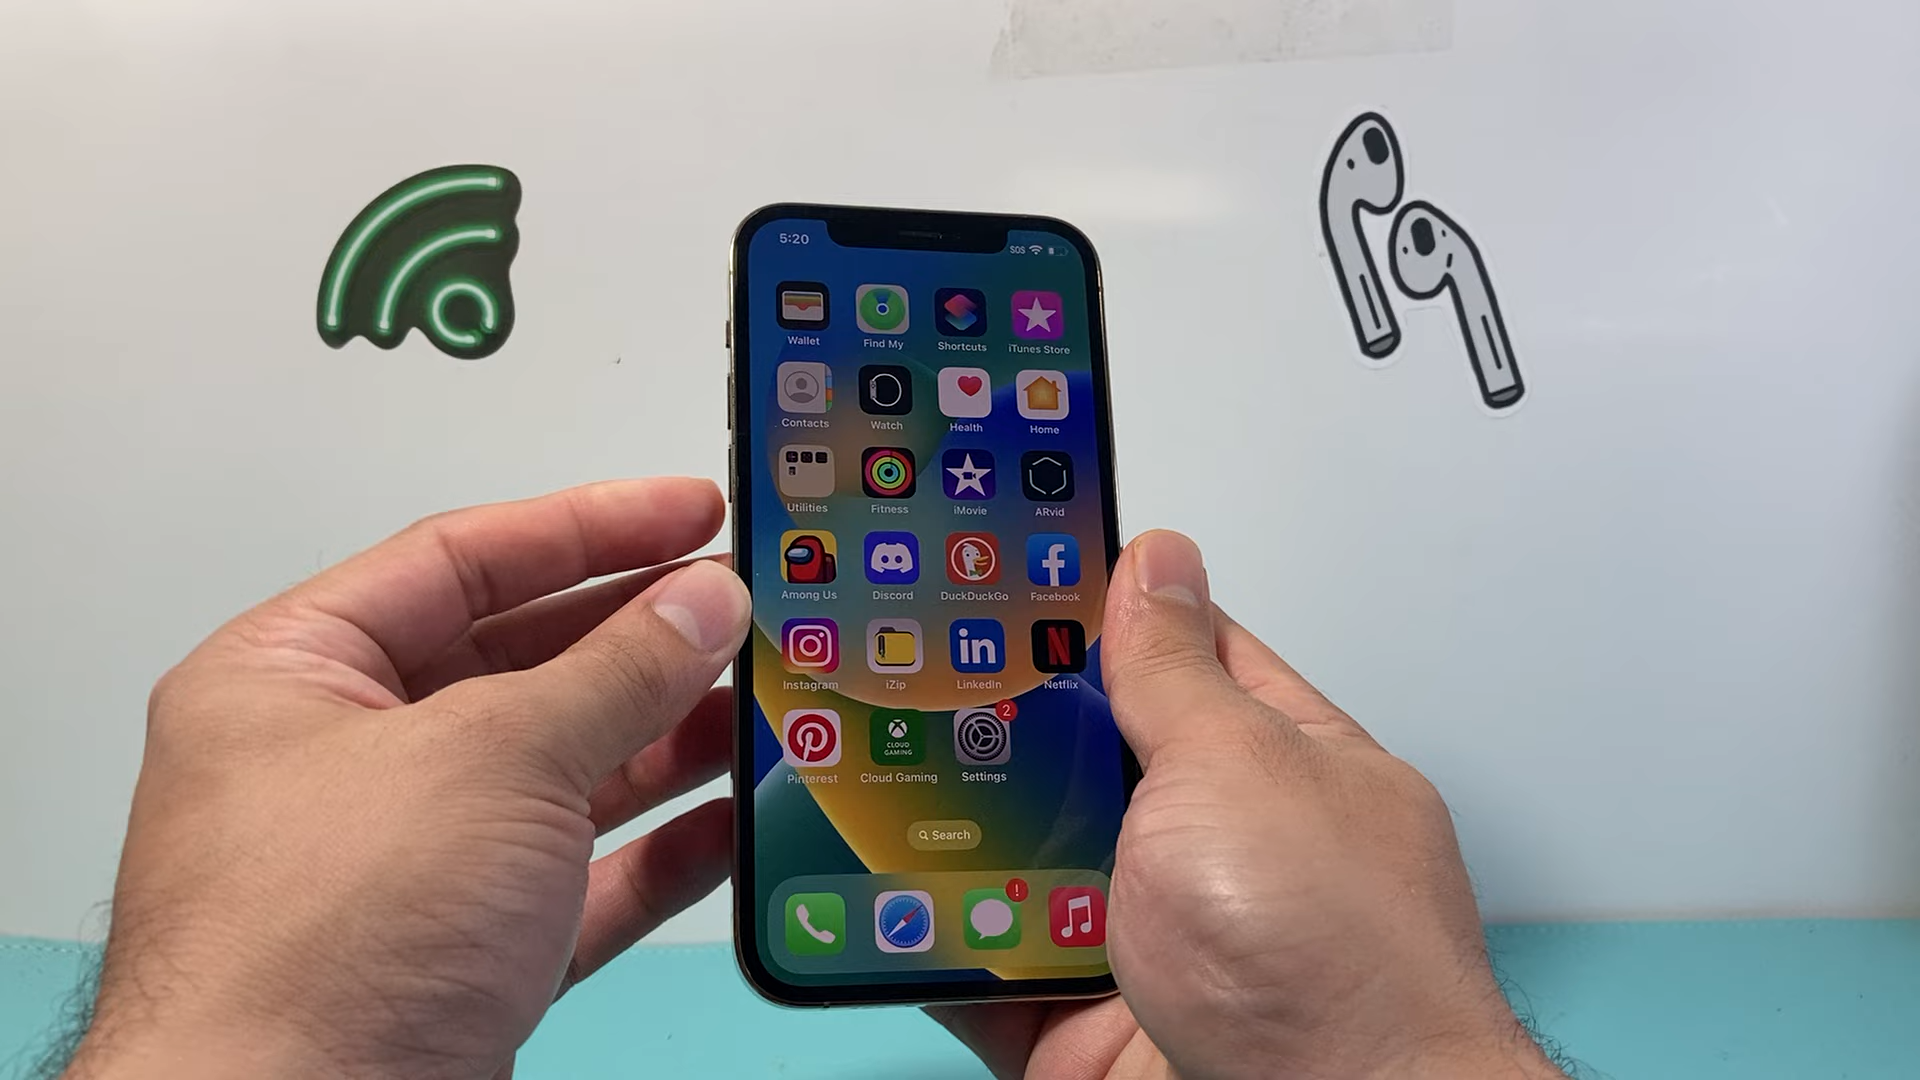 5:20 SOS
Wallet Find My Shortcuts iTunes Store
Contacts Watch Health Home
Utilities Fitness iMovie ARvid
Among Us Discord DuckDuckGo Facebook
in N
Instagram iZip LinkedIn Netflix
2
CLOUD
GAMING
Pinterest Cloud Gaming Settings
Search
!